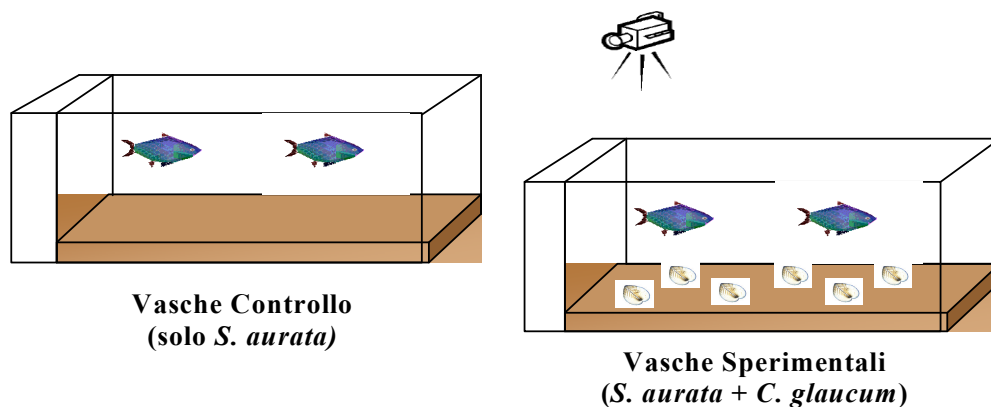 Vasche Controllo
(solo S. aurata)
Vasche Sperimentali
(S. aurata + C. glaucum)